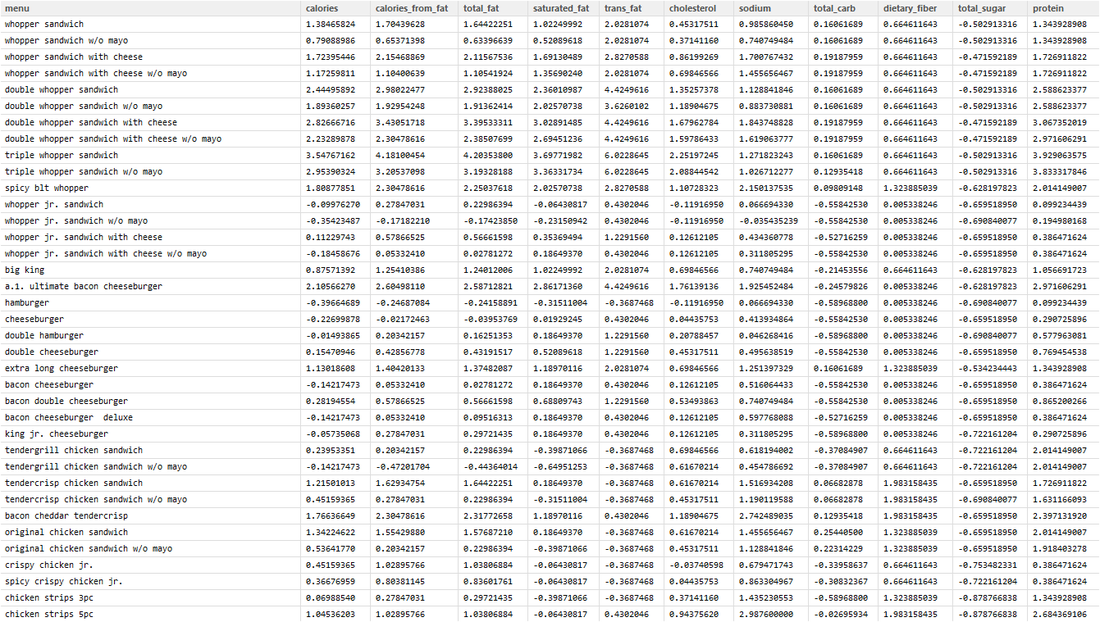 menu calories calories_from_fat total_fat saturated_fat trans_fat cholesterol sodium total_carb dietary_fiber total_sugar protein
whopper sandwich 1.38465824 1.70439628 1.64422251 1.02249992 2.0281074 0.45317511 0.985860450 0.16061689 0.664611643 -0.502913316 1.343928908
whopper sandwich w/o mayo 0.79088986 0.65371398 0.63396639 0.52089618 2.0281074 0.37141160 0.740749484 0.16061689 0.664611643 -0.502913316 1.343928908
whopper sandwich with cheese 1.72395446 2.15468869 2.11567536 1.69130489 2.8270588 0.86199269 1.700767432 0.19187959 0.664611643 -0.471592189 1.726911822
whopper sandwich with cheese w/o mayo 1.17259811 1.10400639 1.10541924 1.35690240 2.0281074 0.69846566 1.455656467 0.19187959 0.664611643 -0.471592189 1.726911822
double whopper sandwich 2.44495892 2.98022477 2.92388025 2.36010987 4.4249616 1.35257378 1.128841846 0.16061689 0.664611643 -0.502913316 2.588623377
double whopper sandwich w/o mayo 1.89360257 1.92954248 1.91362414 2.02570738 3.6260102 1.18904675 0.883730881 0.16061689 0.664611643 -0.502913316 2.588623377
double whopper sandwich with cheese 2.82666716 3.43051718 3.39533311 3.02891485 4.4249616 1.67962784 1.843748828 0.19187959 0.664611643 -0.471592189 3.067352019
double whopper sandwich with cheese w/o mayo 2.23289878 2.30478616 2.38507699 2.69451236 4.4249616 1.59786433 1.619063777 0.19187959 0.664611643 -0.471592189 2.971606291
triple whopper sandwich 3.54767162 4.18100454 4.20353800 3.69771982 6.0228645 2.25197245 1.271823243 0.16061689 0.664611643 -0.502913316 3.929063575
triple whopper sandwich w/o mayo 2.95390324 3.20537098 3.19328188 3.36331734 6.0228645 2.08844542 1.026712277 0.12935418 0.664611643 -0.502913316 3.833317846
spicy blt whopper 1.80877851 2.30478616 2.25037618 2.02570738 2.8270588 1.10728323 2.150137535 0.09809148 1.323885039 -0.628197823 2.014149007
whopper jr. sandwich -0.09976270 0.27847031 0.22986394 -0.06430817 0.4302046 -0.11916950 0.066694330 -0.55842530 0.005338246 -0.659518950 0.099234439
whopper jr. sandwich w/o mayo -0.35423487 -0.17182210 -0.17423850 -0.23150942 0.4302046 -0.11916950 -0.035435239 -0.55842530 0.005338246 -0.690840077 0.194980168
whopper jr. sandwich with cheese 0.11229743 0.57866525 0.56661598 0.35369494 1.2291560 0.12612105 0.434360778 -0.52716259 0.005338246 -0.659518950 0.386471624
whopper jr. sandwich with cheese w/o mayo -0.18458676 0.05332410 0.02781272 0.18649370 0.4302046 0.12612105 0.311805295 -0.55842530 0.005338246 -0.659518950 0.386471624
big king 0.87571392 1.25410386 1.24012006 1.02249992 2.0281074 0.69846566 0.740749484 -0.21453556 0.664611643 -0.628197823 1.056691723
a.1. ultimate bacon cheeseburger 2.10566270 2.60498110 2.58712821 2.86171360 4.4249616 1.76139136 1.925452484 -0.24579826 0.664611643 -0.628197823 2.971606291
hamburger -0.39664689 -0.24687084 -0.24158891 -0.31511004 -0.3687468 -0.11916950 0.066694330 -0.58968800 0.005338246 -0.690840077 0.099234439
cheeseburger -0.22699878 -0.02172463 -0.03953769 0.01929245 0.4302046 0.04435753 0.413934864 -0.55842530 0.005338246 -0.659518950 0.290725896
double hamburger -0.01493865 0.20342157 0.16251353 0.18649370 1.2291560 0.20788457 0.046268416 -0.58968800 0.005338246 -0.690840077 0.577963081
double cheeseburger 0.15470946 0.42856778 0.43191517 0.52089618 1.2291560 0.45317511 0.495638519 -0.55842530 0.005338246 -0.659518950 0.769454538
extra long cheeseburger 1.13018608 1.40420133 1.37482087 1.18970116 2.0281074 0.69846566 1.251397329 0.16061689 1.323885039 -0.534234443 1.343928908
bacon cheeseburger -0.14217473 0.05332410 0.02781272 0.18649370 0.4302046 0.12612105 0.516064433 -0.55842530 0.005338246 -0.659518950 0.386471624
bacon double cheeseburger 0.28194554 0.57866525 0.56661598 0.68809743 1.2291560 0.53493863 0.740749484 -0.55842530 0.005338246 -0.659518950 0.865200266
bacon cheeseburger deluxe -0.14217473 0.05332410 0.09516313 0.18649370 0.4302046 0.12612105 0.597768088 -0.52716259 0.005338246 -0.659518950 0.386471624
king jr. cheeseburger -0.05735068 0.27847031 0.29721435 0.18649370 0.4302046 0.12612105 0.311805295 -0.58968800 0.005338246 -0.722161204 0.290725896
tendergrill chicken sandwich 0.23953351 0.20342157 0.22986394 -0.39871066 -0.3687468 0.69846566 0.618194002 -0.37084907 0.664611643 -0.722161204 2.014149007
tendergrill chicken sandwich w/o mayo -0.14217473 -0.47201704 -0.44364014 -0.64951253 -0.3687468 0.61670214 0.454786692 -0.37084907 0.664611643 -0.722161204 2.014149007
tendercrisp chicken sandwich 1.21501013 1.62934754 1.64422251 0.18649370 -0.3687468 0.61670214 1.516934208 0.06682878 1.983158435 -0.659518950 1.726911822
tendercrisp chicken sandwich w/o mayo 0.45159365 0.27847031 0.22986394 -0.31511004 -0.3687468 0.45317511 1.190119588 0.06682878 1.983158435 -0.690840077 1.631166093
bacon cheddar tendercrisp 1.76636649 2.30478616 2.31772658 1.18970116 0.4302046 1.18904675 2.742489035 0.12935418 1.983158435 -0.659518950 2.397131920
original chicken sandwich 1.34224622 1.55429880 1.57687210 0.18649370 -0.3687468 0.61670214 1.455656467 0.25440500 1.323885039 -0.659518950 2.014149007
original chicken sandwich w/o mayo 0.53641770 0.20342157 0.22986394 -0.39871066 -0.3687468 0.45317511 1.128841846 0.22314229 1.323885039 -0.659518950 1.918403278
crispy chicken jr. 0.45159365 1.02895766 1.03806884 -0.06430817 -0.3687468 -0.03740598 0.679471743 -0.33958637 0.664611643 -0.753482331 0.386471624
spicy crispy chicken jr. 0.36676959 0.80381145 0.83601761 -0.06430817 -0.3687468 0.04435753 0.863304967 -0.30832367 0.664611643 -0.722161204 0.386471624
chicken strips 3pc 0.06988540 0.27847031 0.29721435 -0.39871066 -0.3687468 0.37141160 1.435230553 -0.58968800 1.323885039 -0.878766838 1.343928908
chicken strips 5pc 1.04536203 1.02895766 1.03806884 -0.06430817 0.4302046 0.94375620 2.987600000 -0.02695934 1.983158435 -0.878766838 2.684369106